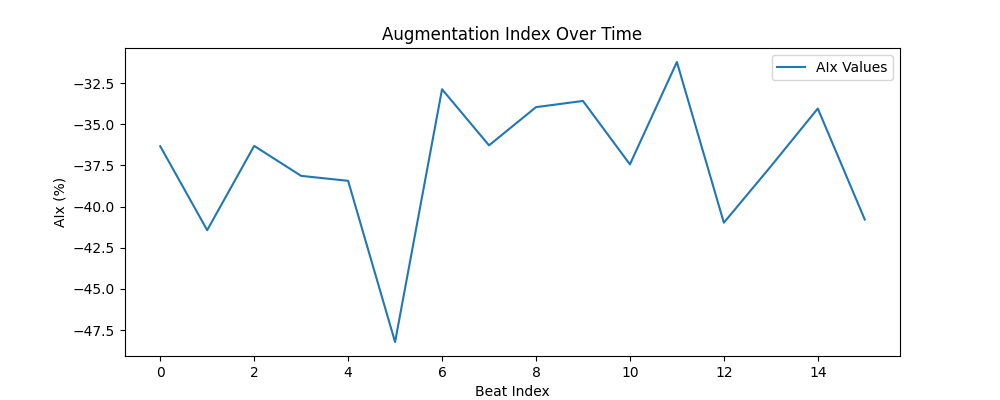 Augmentation Index Over Time
AIx Values
AIx (%)
−32.5
−35.0
−37.5
−40.0
−42.5
−45.0
−47.5
0 2 4 6 8 10 12 14
Beat Index